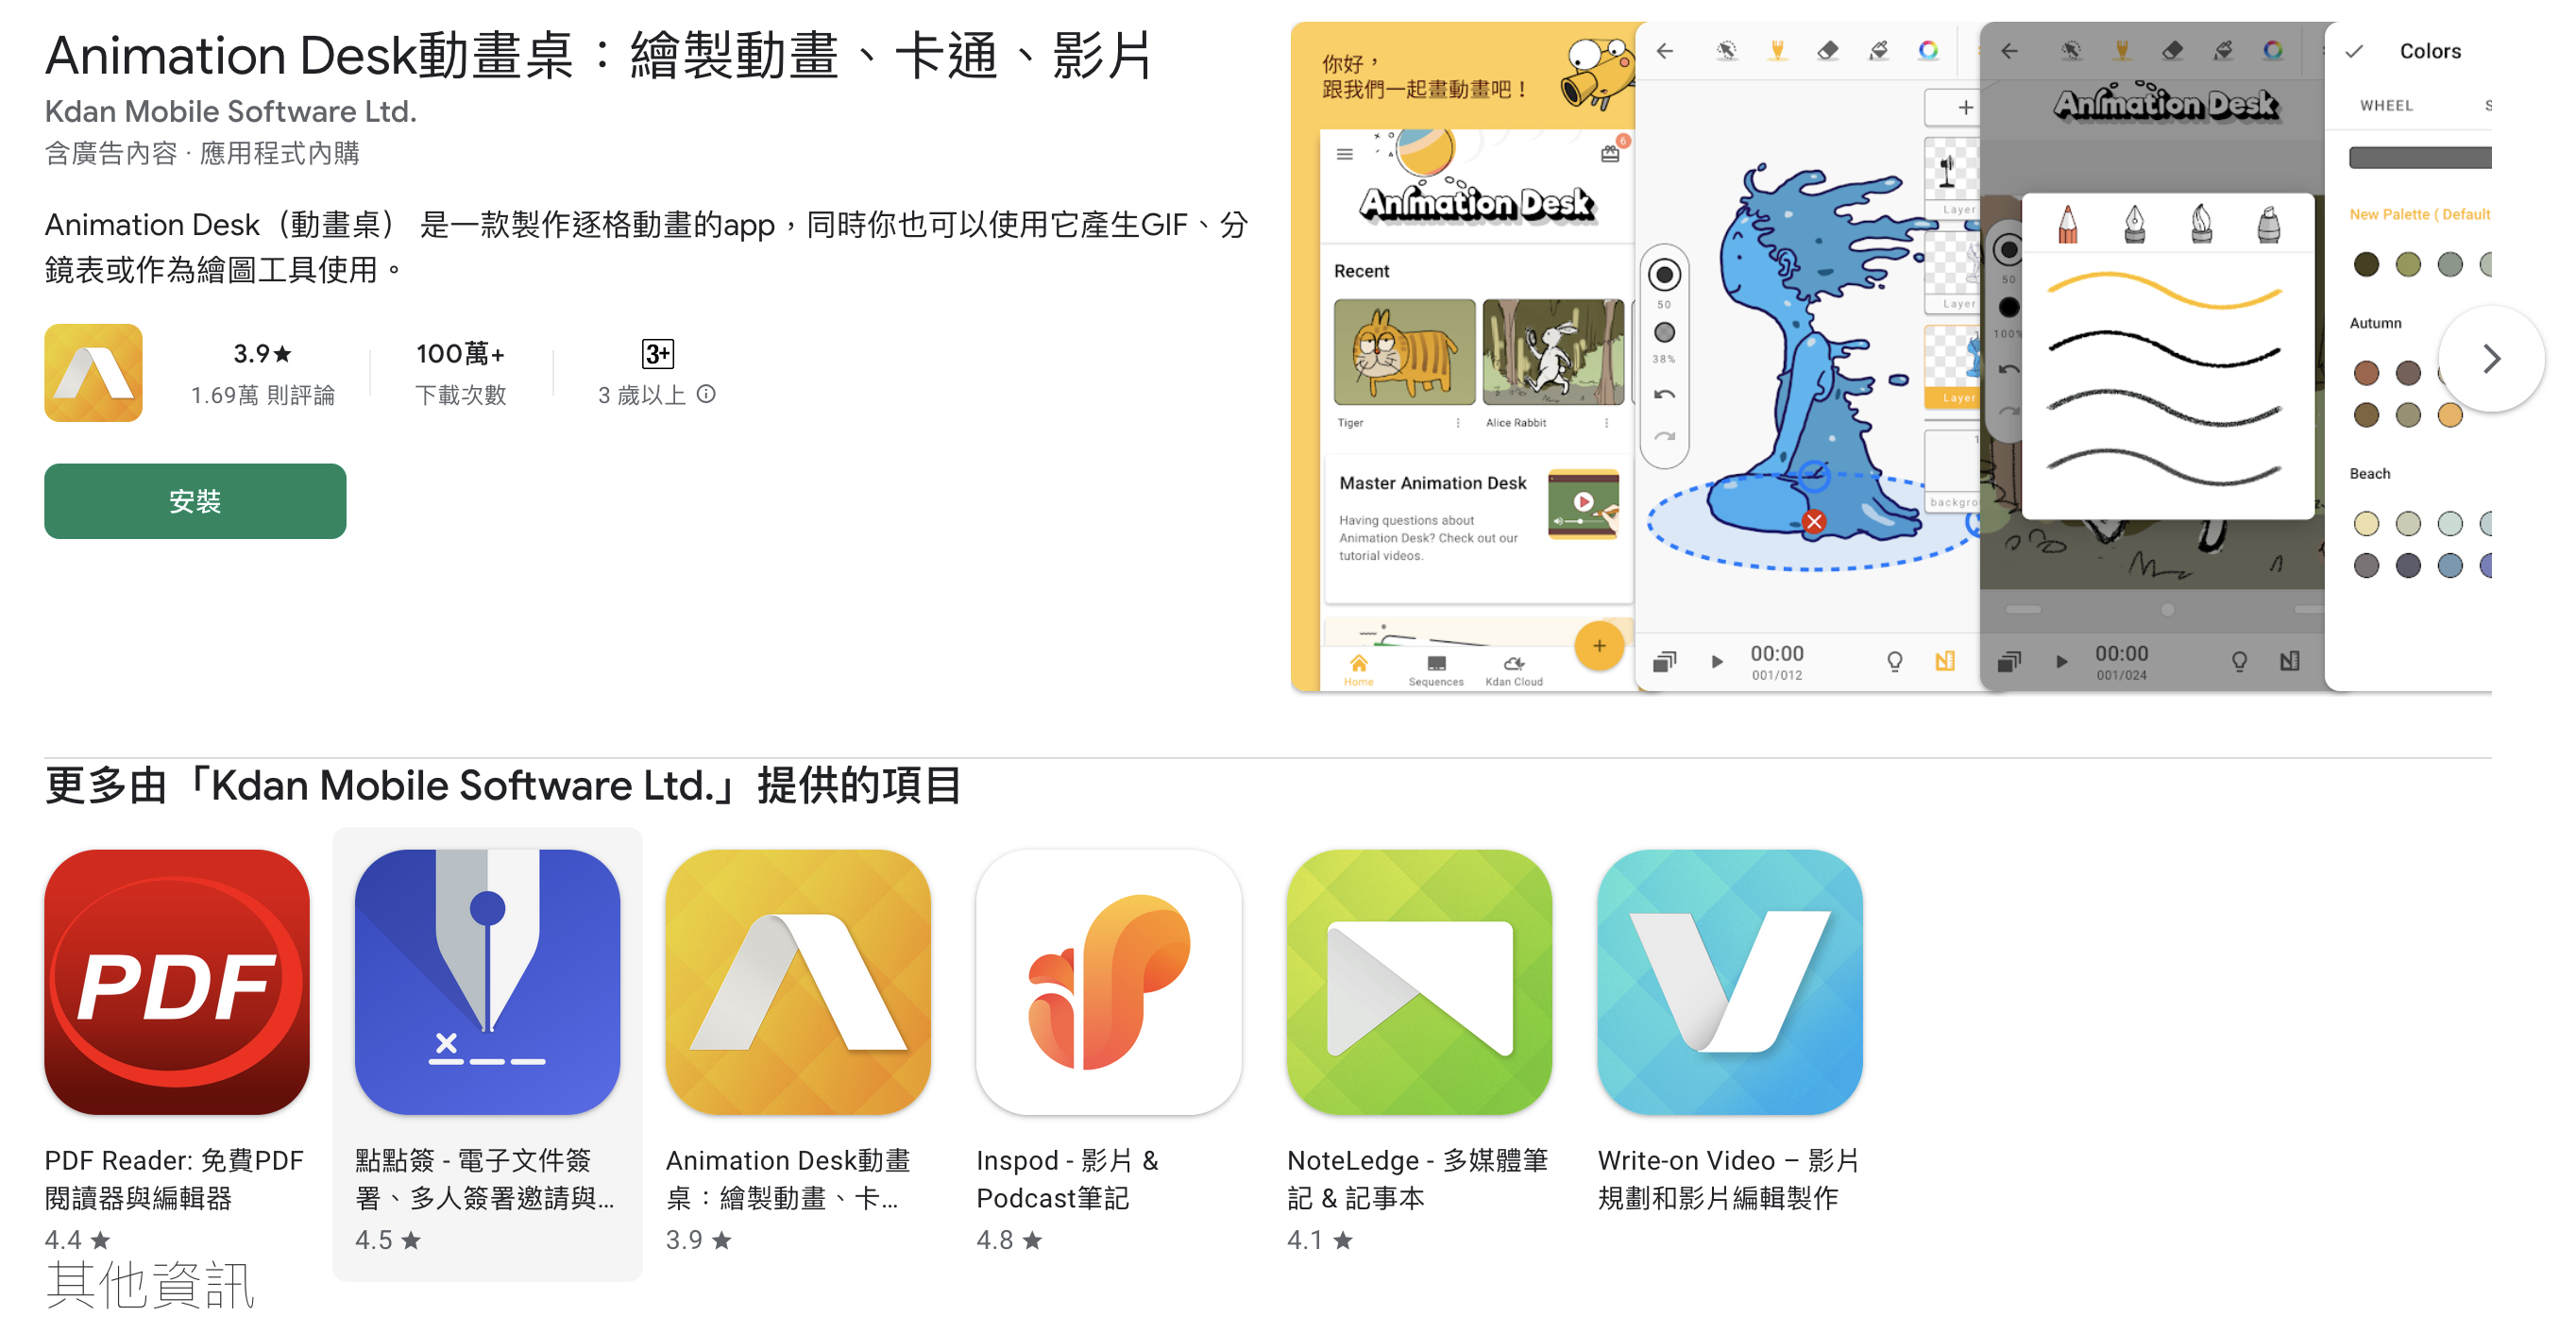 Animation Desk動畫桌：繪製動畫、卡通、影片
Kdan Mobile Software Ltd.
含廣告內容 · 應用程式內購
Animation Desk（動畫桌） 是一款製作逐格動畫的app，同時你也可以使用它產生GIF、分
鏡表或作為繪圖工具使用。
3.9★
1.69萬 則評論
100萬+
下載次數
3+
3 歲以上
安裝
你好，
跟我們一起畫動畫吧！
6
Animation Desk
Recent
Tiger
Alice Rabbit
Master Animation Desk
Having questions about
Animation Desk? Check out our
tutorial videos.
Home
Sequences
Kdan Cloud
50
38%
Layer
Layer
Layer
backgro
00:00
001/012
Animation Desk
50
100%
00:00
001/024
Colors
WHEEL
New Palette ( Default
Autumn
Beach
更多由「Kdan Mobile Software Ltd.」提供的項目
PDF
PDF Reader: 免費PDF
閱讀器與編輯器
4.4 ★
點點簽 - 電子文件簽
署、多人簽署邀請與...
4.5 ★
Animation Desk動畫
桌：繪製動畫、卡...
3.9 ★
Inspod - 影片 &
Podcast筆記
4.8 ★
NoteLedge - 多媒體筆
記 & 記事本
4.1 ★
Write-on Video – 影片
規劃和影片編輯製作
其他資訊